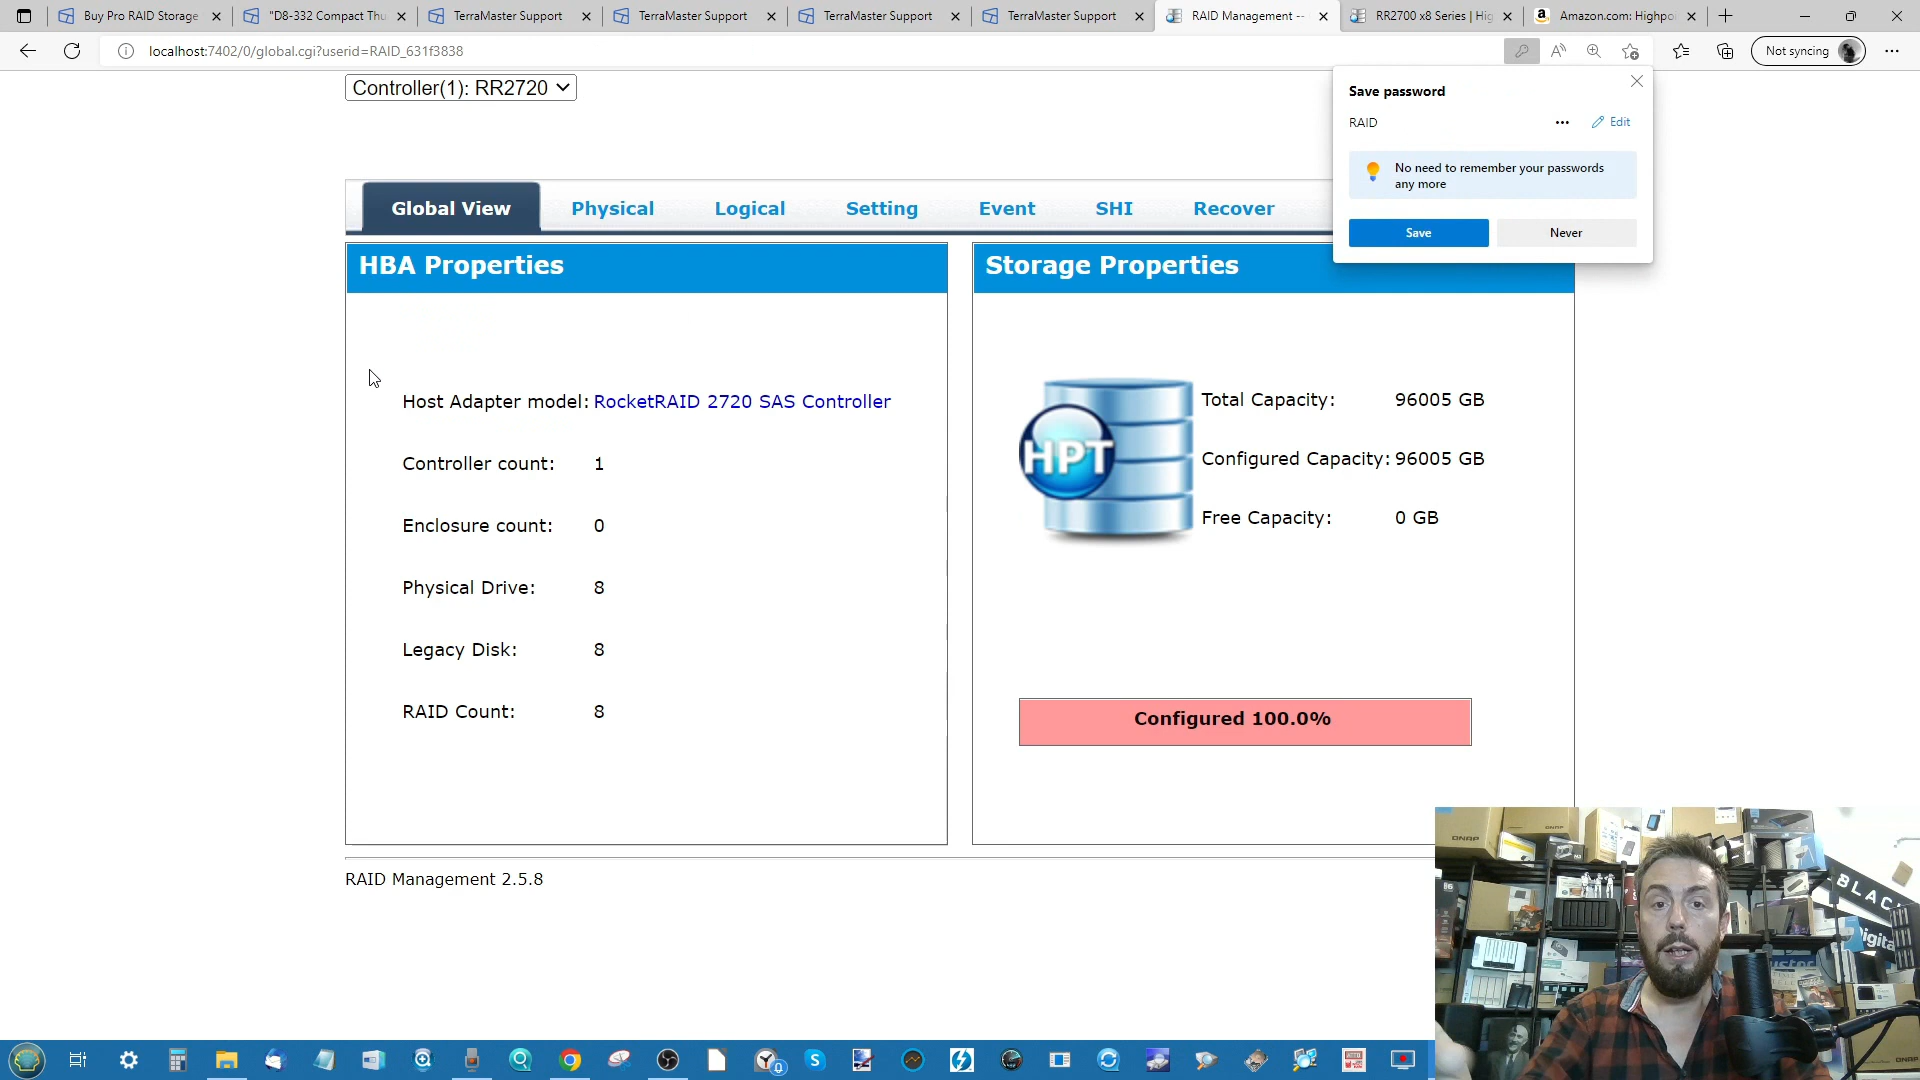 Buy Pro RAID Storage
"D8-332 Compact Thu
TerraMaster Support
TerraMaster Support
TerraMaster Support
TerraMaster Support
RAID Management --
RR2700 x8 Series | Hig
Amazon.com: Highpo
localhost:7402/0/global.cgi?userid=RAID_631f3838
Not syncing
Controller(1): RR2720
Save password
RAID
Edit
No need to remember your passwords
any more
Save
Never
Global View
Physical
Logical
Setting
Event
SHI
Recover
HBA Properties
Host Adapter model: RocketRAID 2720 SAS Controller
Controller count: 1
Enclosure count: 0
Physical Drive: 8
Legacy Disk: 8
RAID Count: 8
Storage Properties
HPT
Total Capacity: 96005 GB
Configured Capacity: 96005 GB
Free Capacity: 0 GB
Configured 100.0%
RAID Management 2.5.8
QNAP
QNAP
BLAC
igita